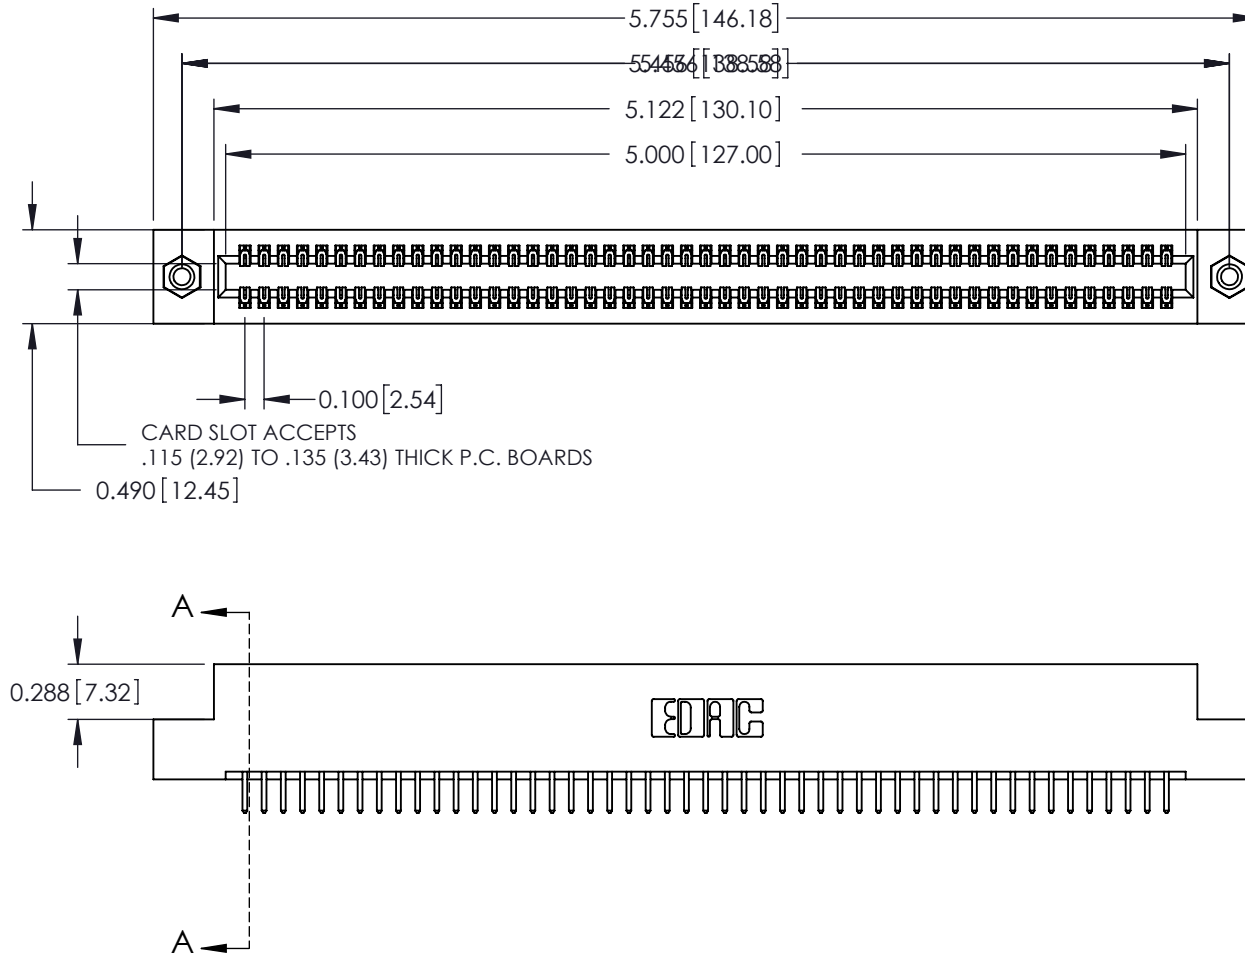 5.755[146.18]
5.122[130.10]
5.000[127.00]
0.100[2.54]
CARD SLOT ACCEPTS
.115 (2.92) TO .135 (3.43) THICK P.C. BOARDS
0.490[12.45]
A
0.288[7.32]
EDAC
A